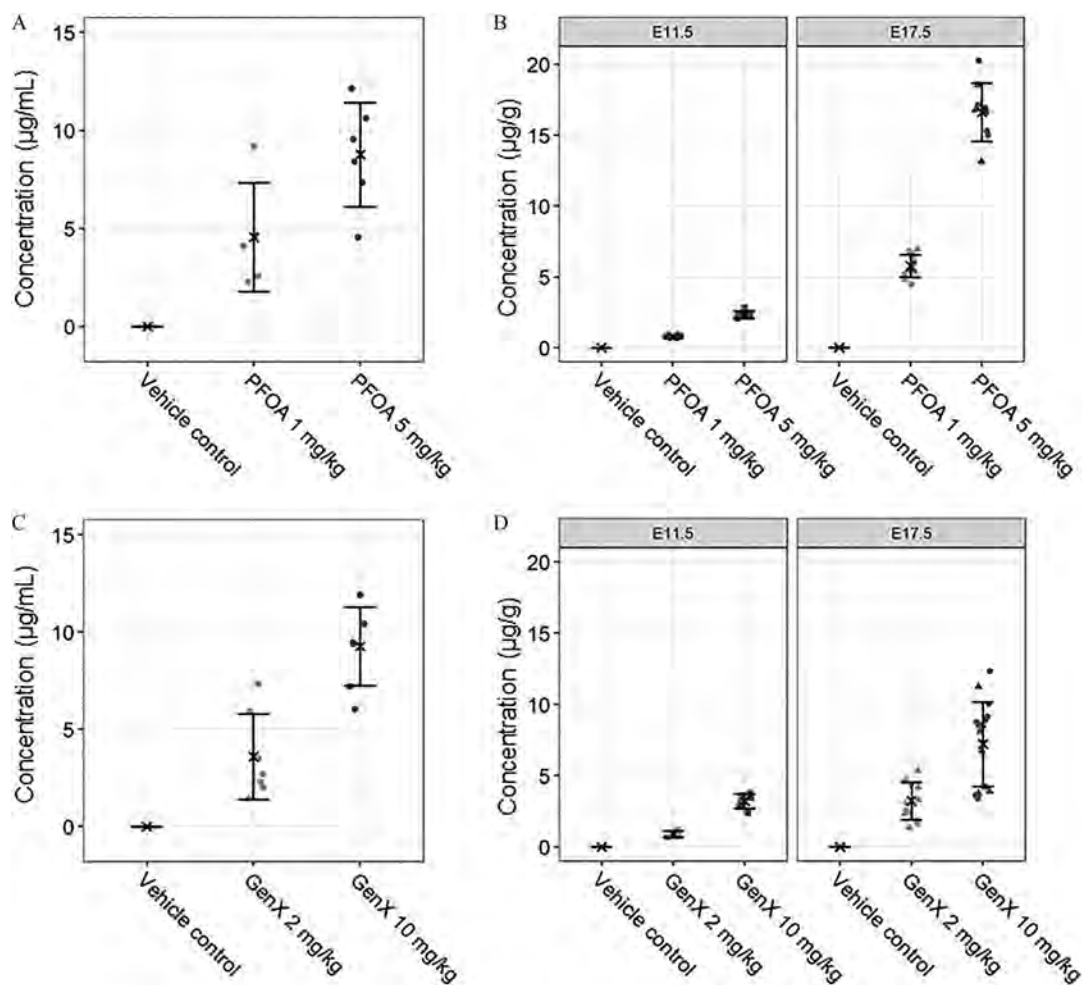 A
Concentration (µg/mL)
15
10
5
0
Vehicle control
PFOA 1 mg/kg
PFOA 5 mg/kg
B
E11.5
E17.5
Concentration (µg/g)
20
15
10
5
0
Vehicle control
PFOA 1 mg/kg
PFOA 5 mg/kg
Vehicle control
PFOA 1 mg/kg
PFOA 5 mg/kg
C
Concentration (µg/mL)
15
10
5
0
Vehicle control
GenX 2 mg/kg
GenX 10 mg/kg
D
E11.5
E17.5
Concentration (µg/g)
20
15
10
5
0
Vehicle control
GenX 2 mg/kg
GenX 10 mg/kg
Vehicle control
GenX 2 mg/kg
GenX 10 mg/kg